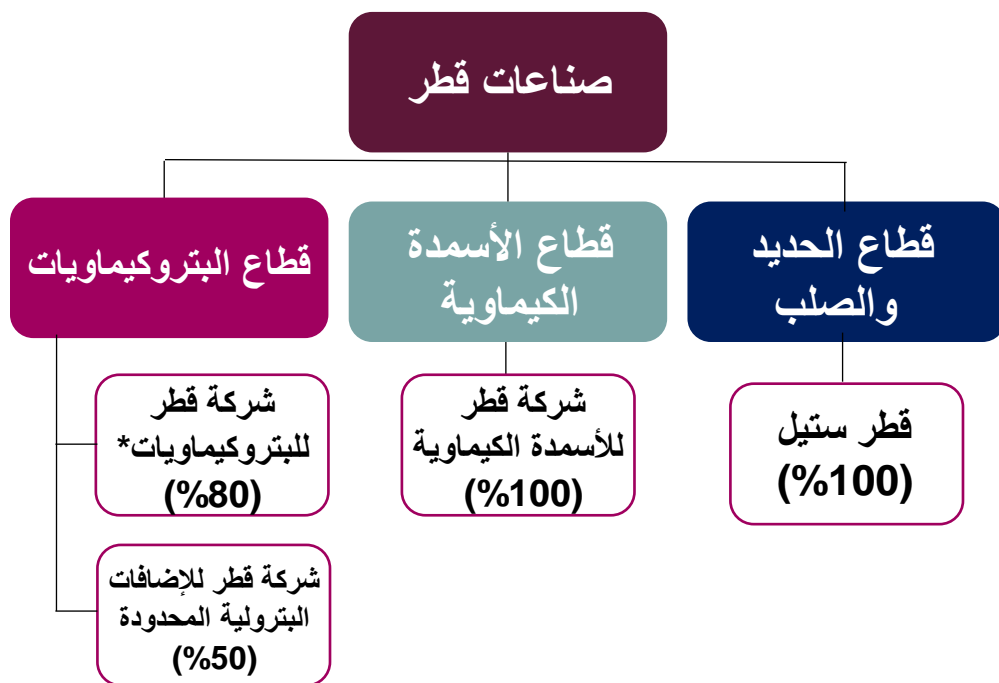 صناعات قطر
قطاع الحديد
والصلب
قطاع الأسمدة
الكيماوية
قطاع البتروكيماويات
قطر ستيل
(%100)
شركة قطر
للأسمدة الكيماوية
(%100)
شركة قطر
للبتروكيماويات*
(%80)
شركة قطر للإضافات
البترولية المحدودة
(%50)